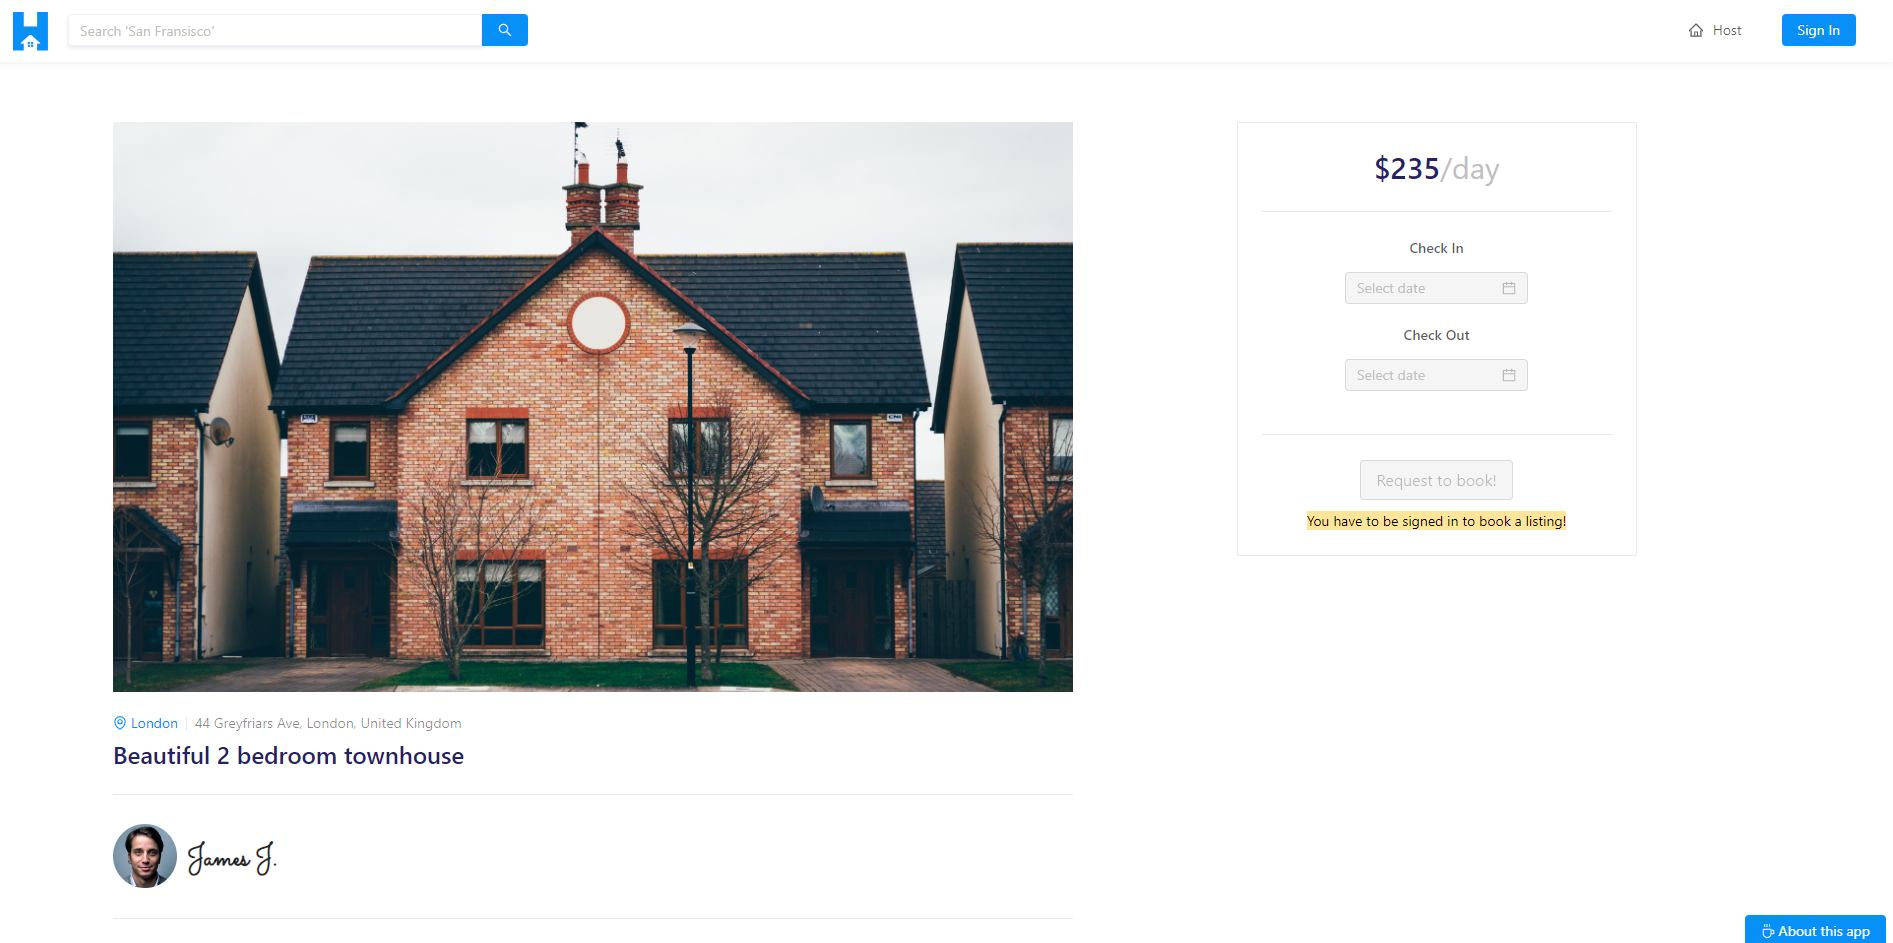 Search 'San Fransisco'
Host
Sign In
$235/day
Check In
Select date
Check Out
Select date
Request to book!
You have to be signed in to book a listing!
London
44 Greyfriars Ave, London, United Kingdom
Beautiful 2 bedroom townhouse
James J.
About this app